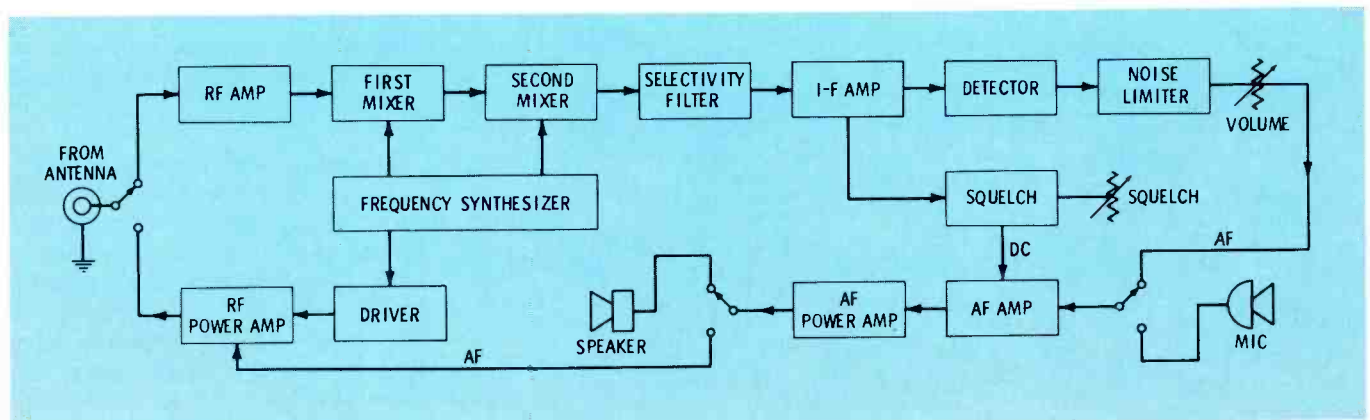 RF AMP
FIRST
MIXER
SECOND
MIXER
SELECTIVITY
FILTER
I-F AMP
DETECTOR
NOISE
LIMITER
VOLUME
FROM
ANTENNA
FREQUENCY SYNTHESIZER
SQUELCH
SQUELCH
DC
AF
RF
POWER AMP
DRIVER
SPEAKER
AF
POWER AMP
AF AMP
MIC
AF